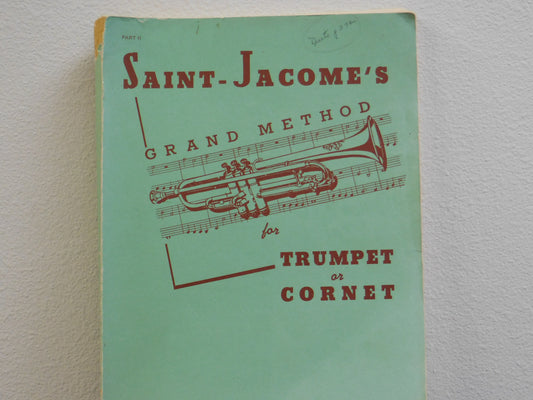 PART II
SAINT-JACOME'S
GRAND METHOD
for
TRUMPET
or
CORNET